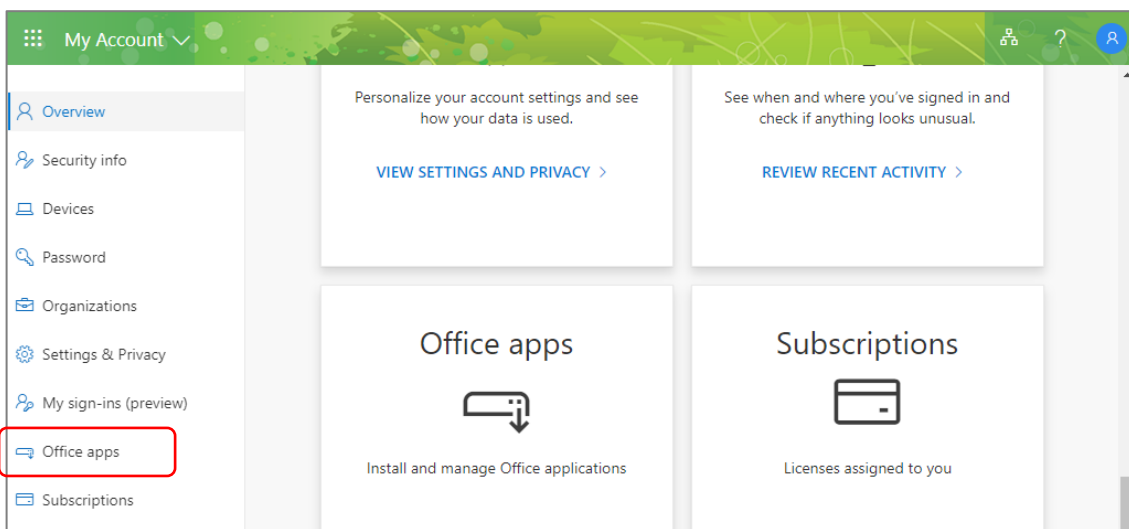 My Account
?
Overview
Security info
Devices
Password
Organizations
Settings & Privacy
My sign-ins (preview)
Office apps
Subscriptions
Personalize your account settings and see
how your data is used.
VIEW SETTINGS AND PRIVACY >
See when and where you've signed in and
check if anything looks unusual.
REVIEW RECENT ACTIVITY >
Office apps
Install and manage Office applications
Subscriptions
Licenses assigned to you